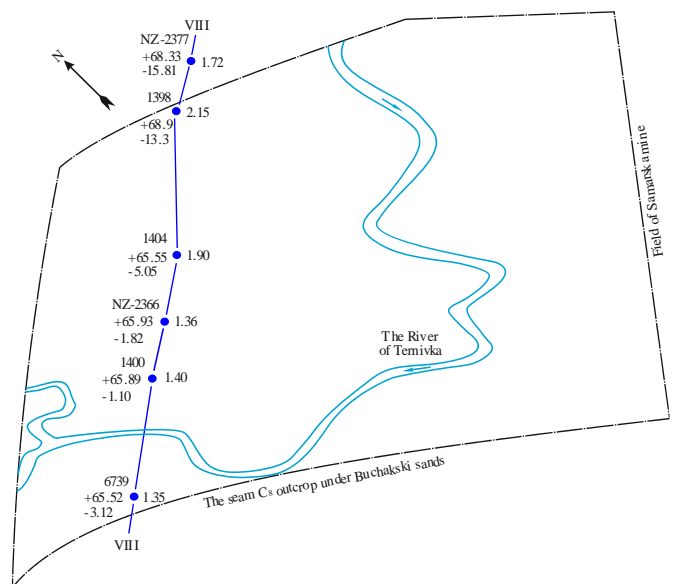 VIII
NZ-2377
+68.33
-15.81
1.72
N
1398
2.15
+68.9
-13.3
1404
+65.55
1.90
-5.05
NZ-2366
+65.93
1.36
-1.82
1400
+65.89
1.40
-1.10
6739
+65.52
1.35
-3.12
VIII
The River
of Ternivka
Field of Samarska mine
The seam C₈ outcrop under Buchakski sands